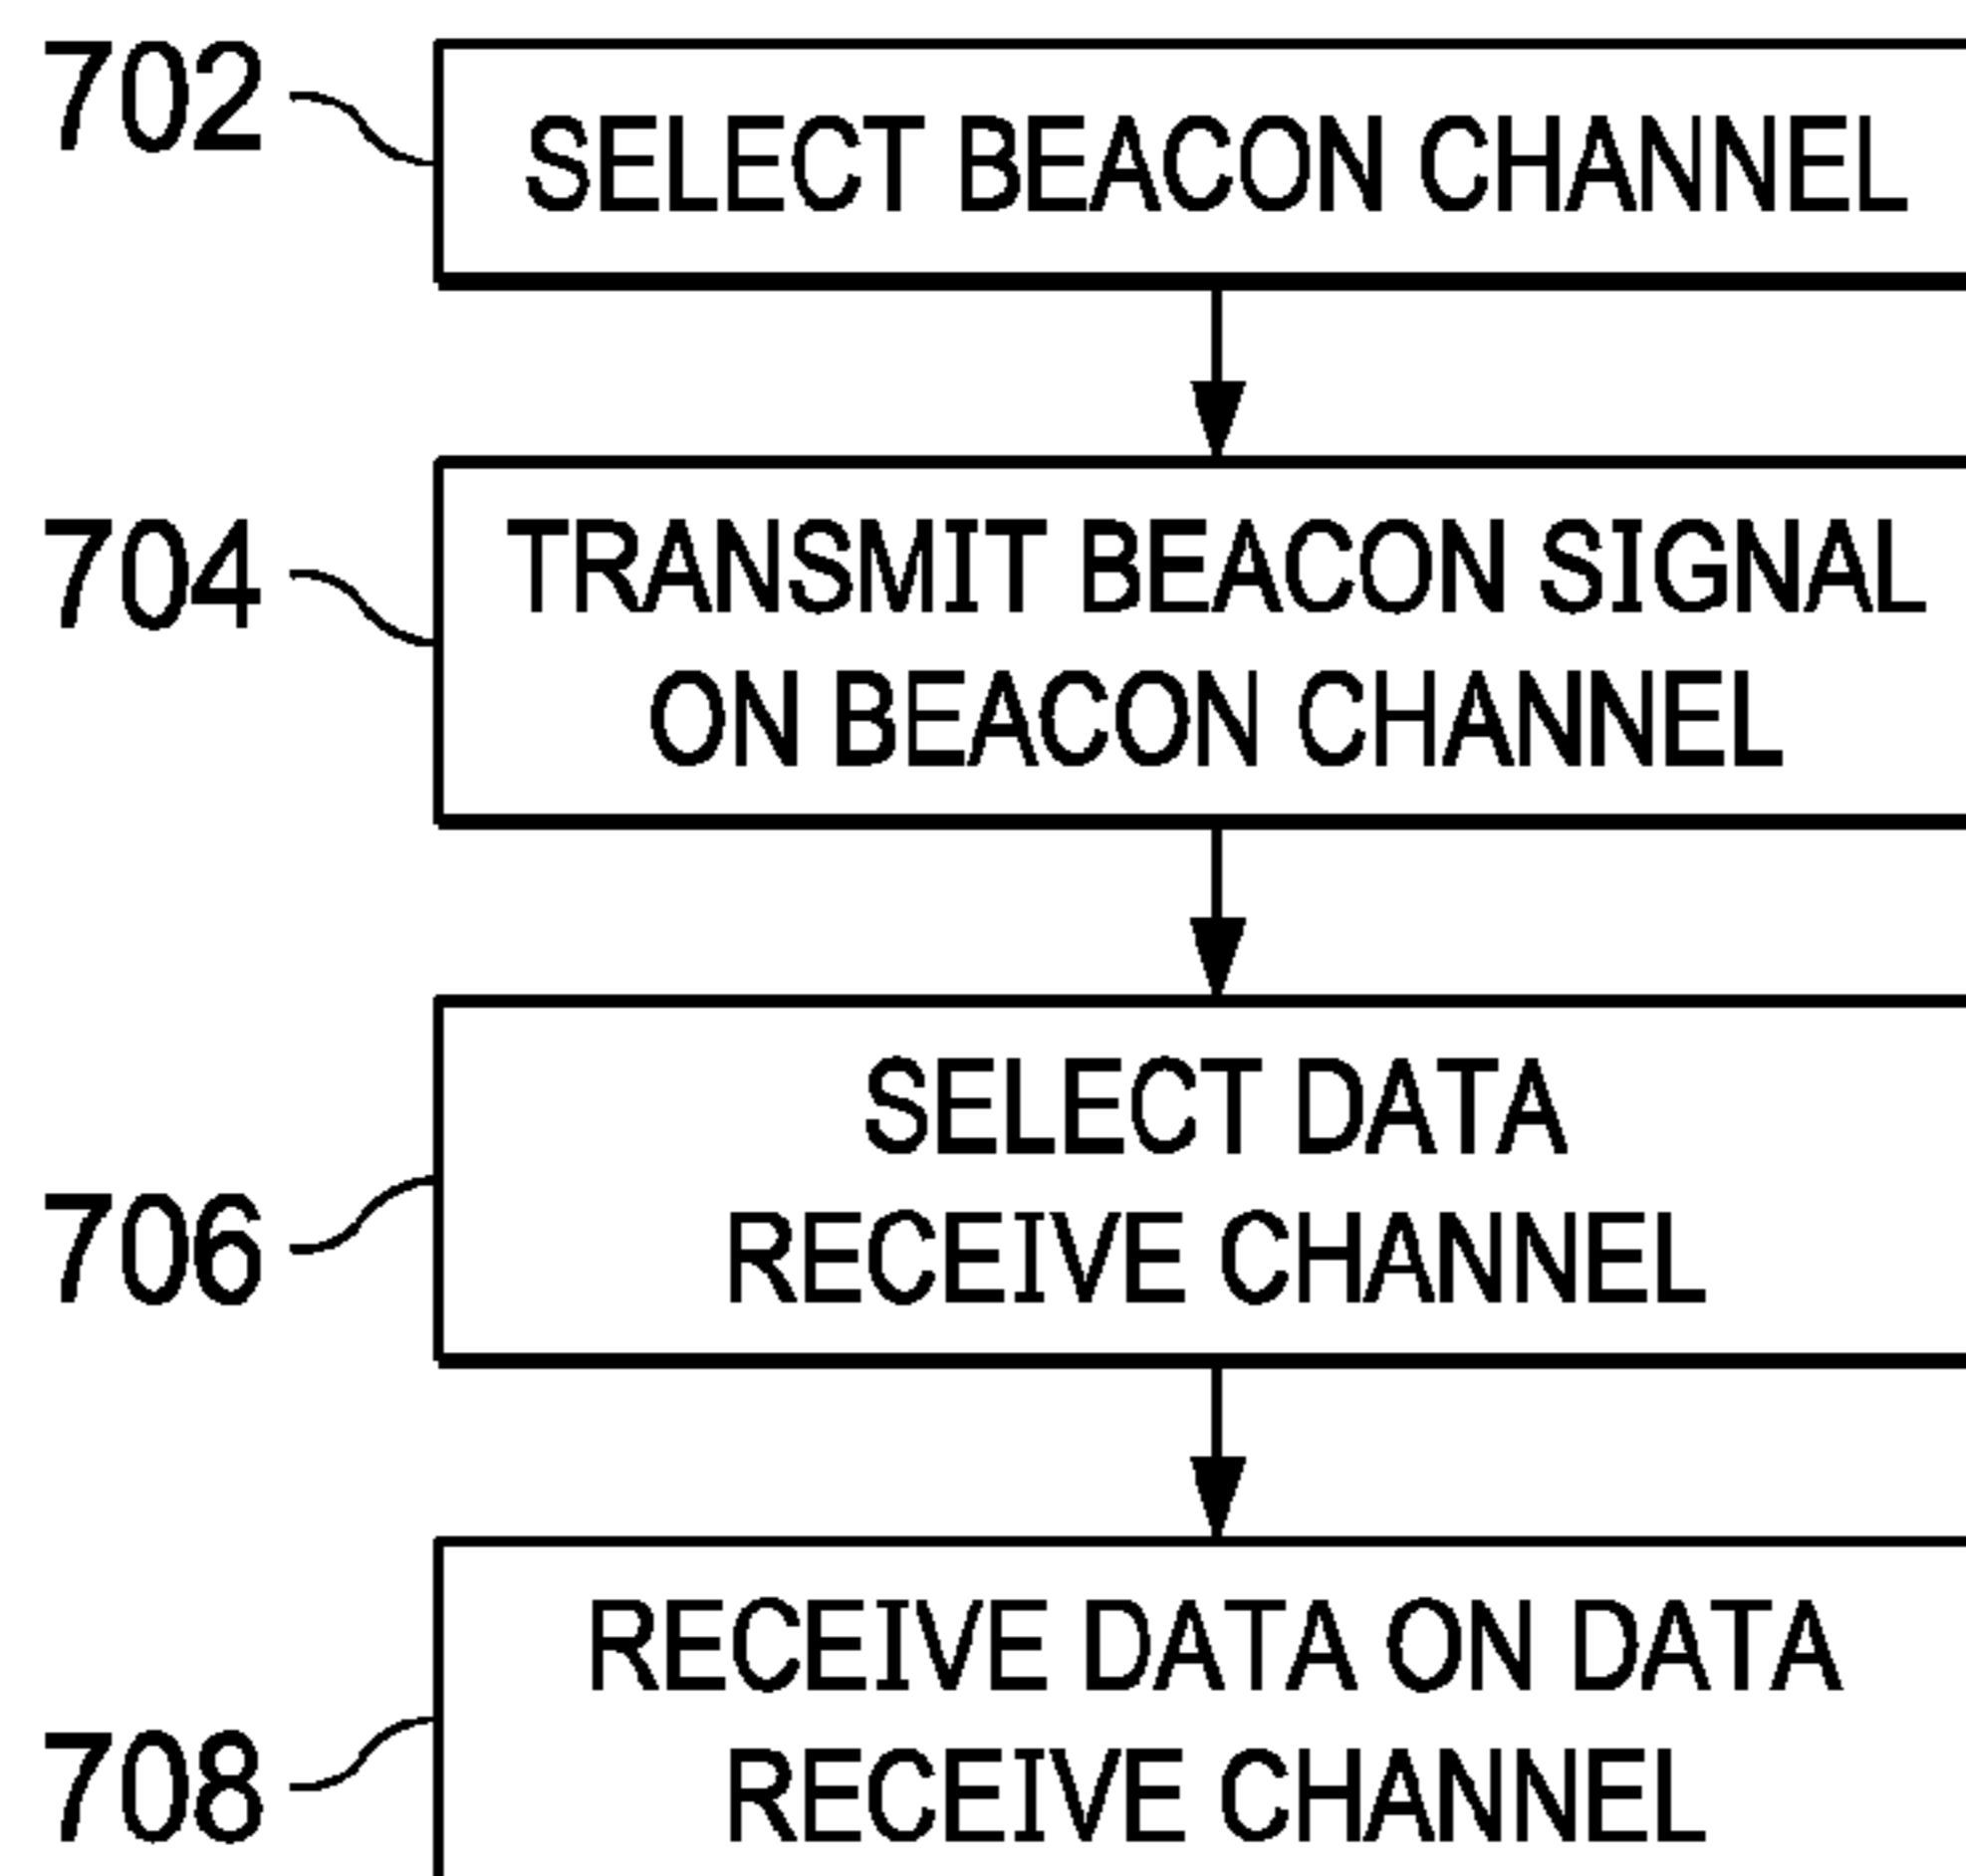 702
SELECT BEACON CHANNEL
704
TRANSMIT BEACON SIGNAL
ON BEACON CHANNEL
706
SELECT DATA
RECEIVE CHANNEL
708
RECEIVE DATA ON DATA
RECEIVE CHANNEL